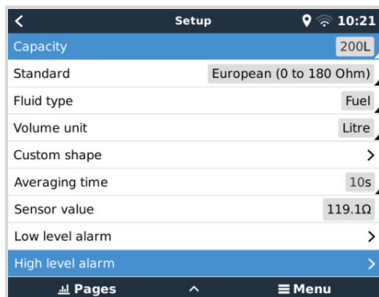 Setup 10:21
Capacity 200L
Standard European (0 to 180 Ohm)
Fluid type Fuel
Volume unit Litre
Custom shape
Averaging time 10s
Sensor value 119.1Ω
Low level alarm
High level alarm
Pages Menu